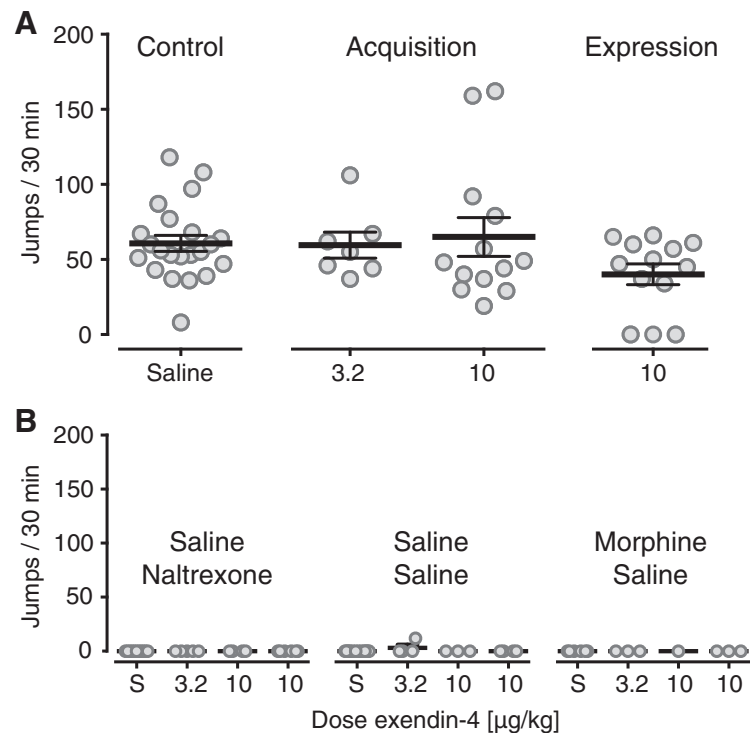 A
200
Control Acquisition Expression
150
100
50
0
Jumps / 30 min
Saline 3.2 10 10
B
200
150
100
50
0
Jumps / 30 min
Saline Saline Morphine
Naltrexone Saline Saline
S 3.2 10 10 S 3.2 10 10 S 3.2 10 10
Dose exendin-4 [µg/kg]